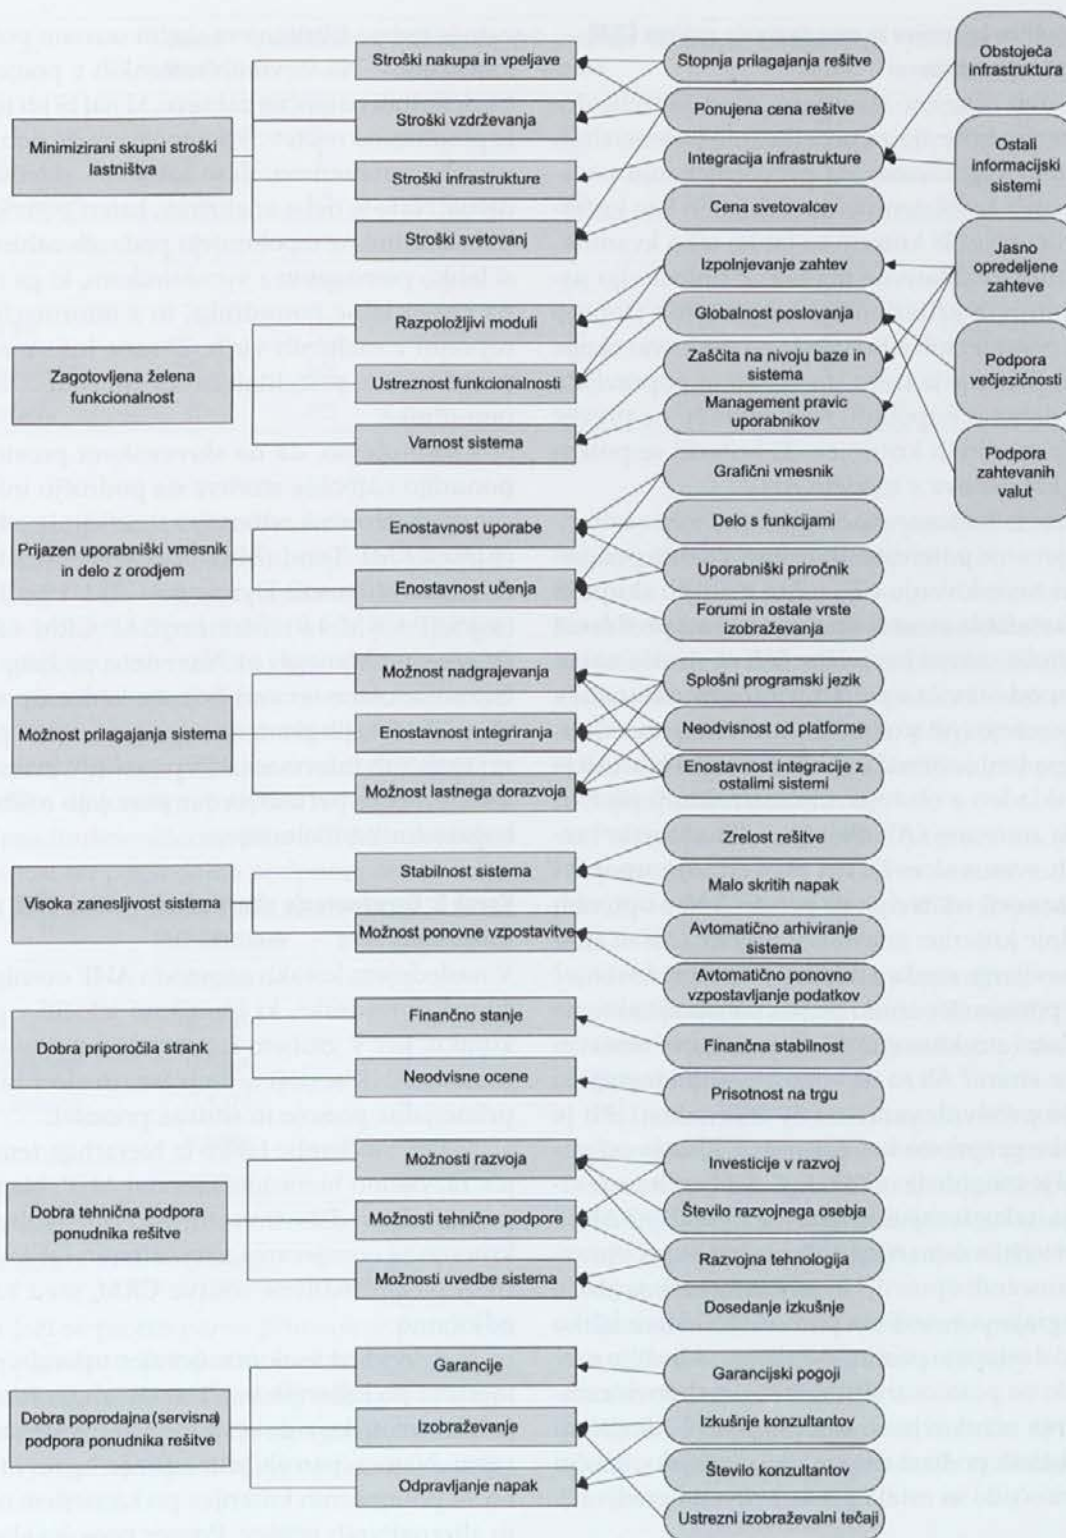 Minimizirani skupni stroški
lastništva
Stroški nakupa in vpeljave
Stroški vzdrževanja
Stroški infrastrukture
Stroški svetovanj
Stopnja prilagajanja rešitve
Ponujena cena rešitve
Integracija infrastrukture
Cena svetovalcev
Obstoječa
infrastruktura
Ostali
informacijski
sistemi
Zagotovljena želena
funkcionalnost
Razpoložljivi moduli
Ustreznost funkcionalnosti
Varnost sistema
Izpolnjevanje zahtev
Globalnost poslovanja
Zaščita na nivoju baze in
sistema
Management pravic
uporabnikov
Jasno
opredeljene
zahteve
Podpora
večjezičnosti
Podpora
zahtevanih
valut
Prijazen uporabniški vmesnik
in delo z orodjem
Enostavnost uporabe
Enostavnost učenja
Grafični vmesnik
Delo s funkcijami
Uporabniški priročnik
Forumi in ostale vrste
izobraževanja
Možnost prilagajanja sistema
Možnost nadgrajevanja
Enostavnost integriranja
Možnost lastnega dorazvoja
Splošni programski jezik
Neodvisnost od platforme
Enostavnost integracije z
ostalimi sistemi
Visoka zanesljivost sistema
Stabilnost sistema
Možnost ponovne vzpostavitve
Zrelost rešitve
Malo skritih napak
Avtomatično arhiviranje
sistema
Avtomatično ponovno
vzpostavljanje podatkov
Dobra priporočila strank
Finančno stanje
Neodvisne ocene
Finančna stabilnost
Prisotnost na trgu
Dobra tehnična podpora
ponudnika rešitve
Možnosti razvoja
Možnosti tehnične podpore
Možnosti uvedbe sistema
Investicije v razvoj
Število razvojnega osebja
Razvojna tehnologija
Dosedanje izkušnje
Dobra poprodajna (servisna)
podpora ponudnika rešitve
Garancije
Izobraževanje
Odpravljanje napak
Garancijski pogoji
Izkušnje konzultantov
Število konzultantov
Ustrezni izobraževalni tečaji